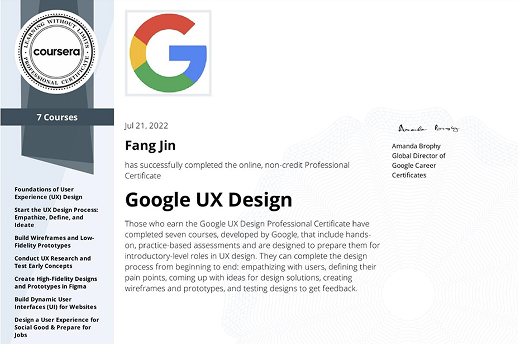 LEARNING WITHOUT LIMITS
coursera
PROFESSIONAL CERTIFICATE
7 Courses
Foundations of User
Experience (UX) Design
Start the UX Design Process:
Empathize, Define, and
Ideate
Build Wireframes and Low-
Fidelity Prototypes
Conduct UX Research and
Test Early Concepts
Create High-Fidelity Designs
and Prototypes in Figma
Build Dynamic User
Interfaces (UI) for Websites
Design a User Experience for
Social Good & Prepare for
Jobs
G
Jul 21, 2022
Fang Jin
has successfully completed the online, non-credit Professional
Certificate
Google UX Design
Those who earn the Google UX Design Professional Certificate have
completed seven courses, developed by Google, that include hands-
on, practice-based assessments and are designed to prepare them for
introductory-level roles in UX design. They can complete the
design process from beginning to end: empathizing with users, defining their
pain points, coming up with ideas for design solutions, creating
wireframes and prototypes, and testing designs to get feedback.
Amanda Brophy
Amanda Brophy
Global Director of
Google Career
Certificates